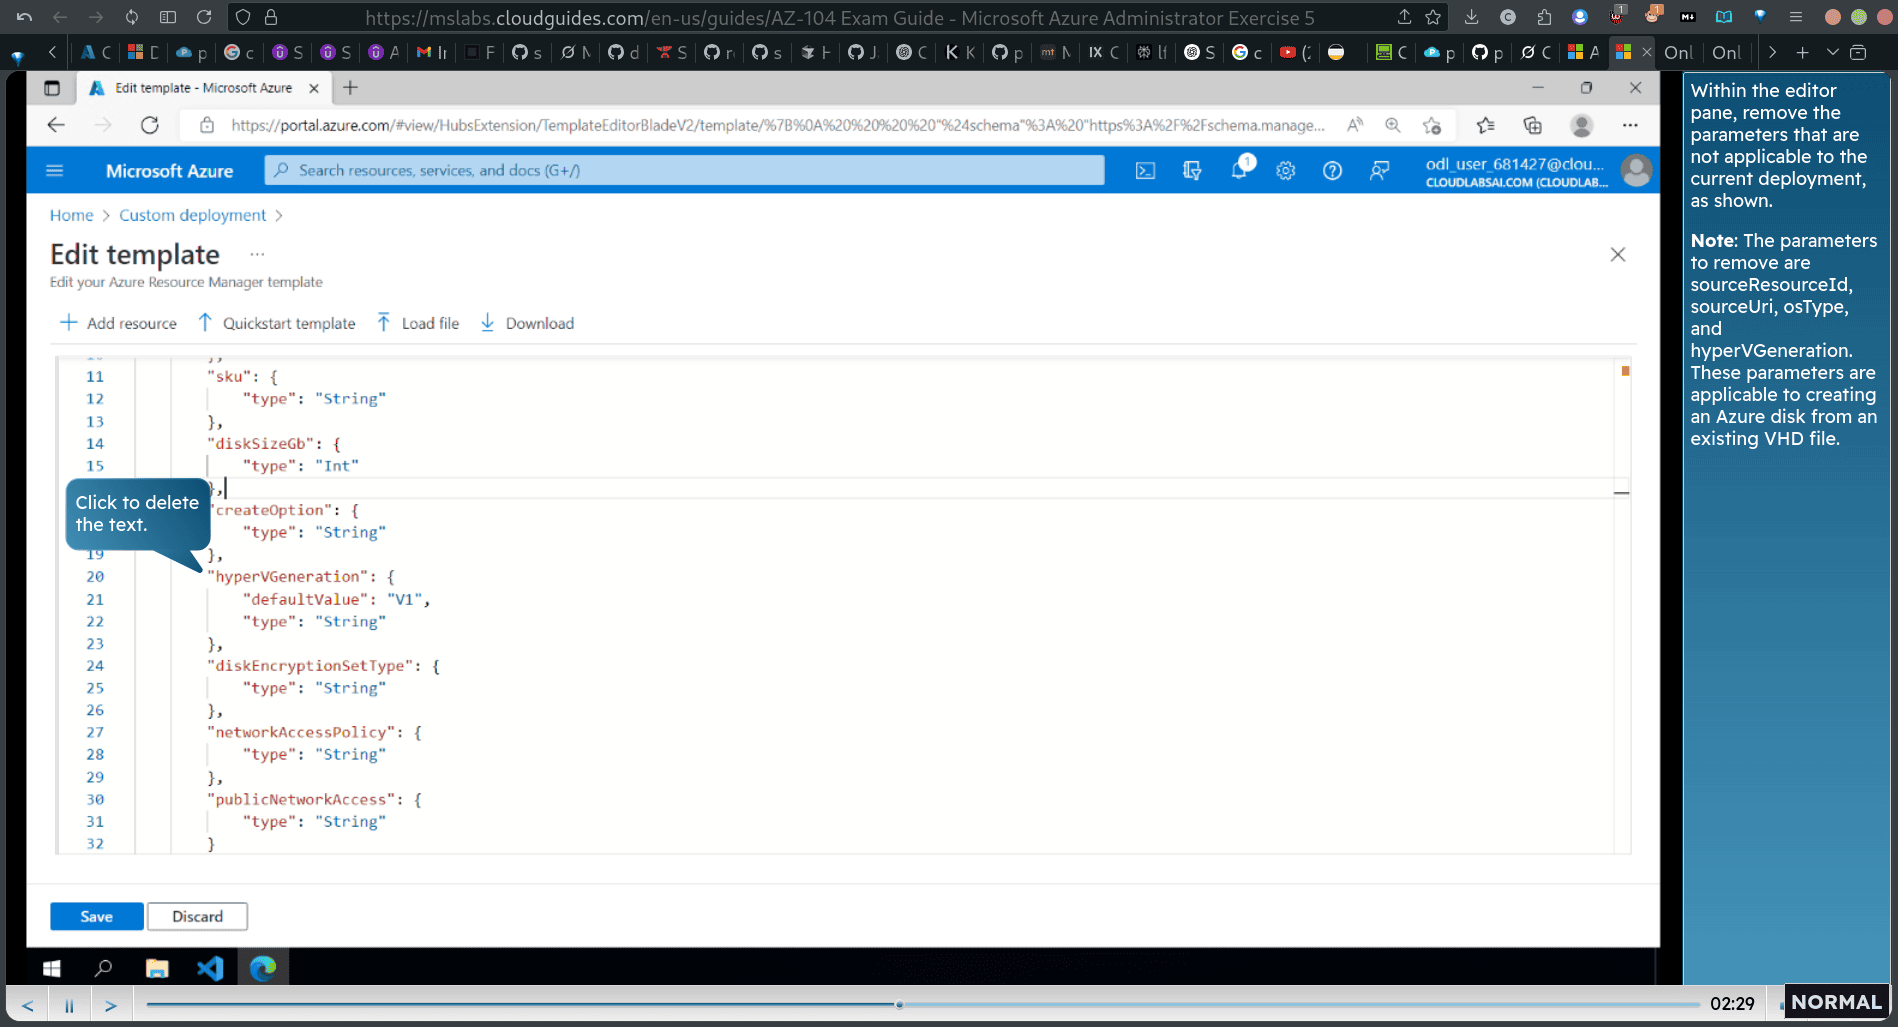 https://mslabs.cloudguides.com/en-us/guides/AZ-104 Exam Guide - Microsoft Azure Administrator Exercise 5
Edit template - Microsoft Azure
https://portal.azure.com/#view/HubsExtension/TemplateEditorBladeV2/template/%7B%0A%20%20%20%20"%24schema"%3A%20"https%3A%2F%2Fschema.manage...
Microsoft Azure
Search resources, services, and docs (G+/)
1
odl_user_681427@clou...
CLOUDLABSAI.COM (CLOUDLAB...
Home > Custom deployment >
Edit template ...
Edit your Azure Resource Manager template
Add resource
Quickstart template
Load file
Download
11 "sku": {
12 "type": "String"
13 },
14 "diskSizeGb": {
15 "type": "Int"
},
createOption": {
"type": "String"
19 },
20 "hyperVGeneration": {
21 "defaultValue": "V1",
22 "type": "String"
23 },
24 "diskEncryptionSetType": {
25 "type": "String"
26 },
27 "networkAccessPolicy": {
28 "type": "String"
29 },
30 "publicNetworkAccess": {
31 "type": "String"
32 }
Click to delete
the text.
Save
Discard
Within the editor
pane, remove the
parameters that are
not applicable to the
current deployment,
as shown.
Note: The parameters
to remove are
sourceResourceId,
sourceUri, osType,
and
hyperVGeneration.
These parameters are
applicable to creating
an Azure disk from an
existing VHD file.
02:29
NORMAL